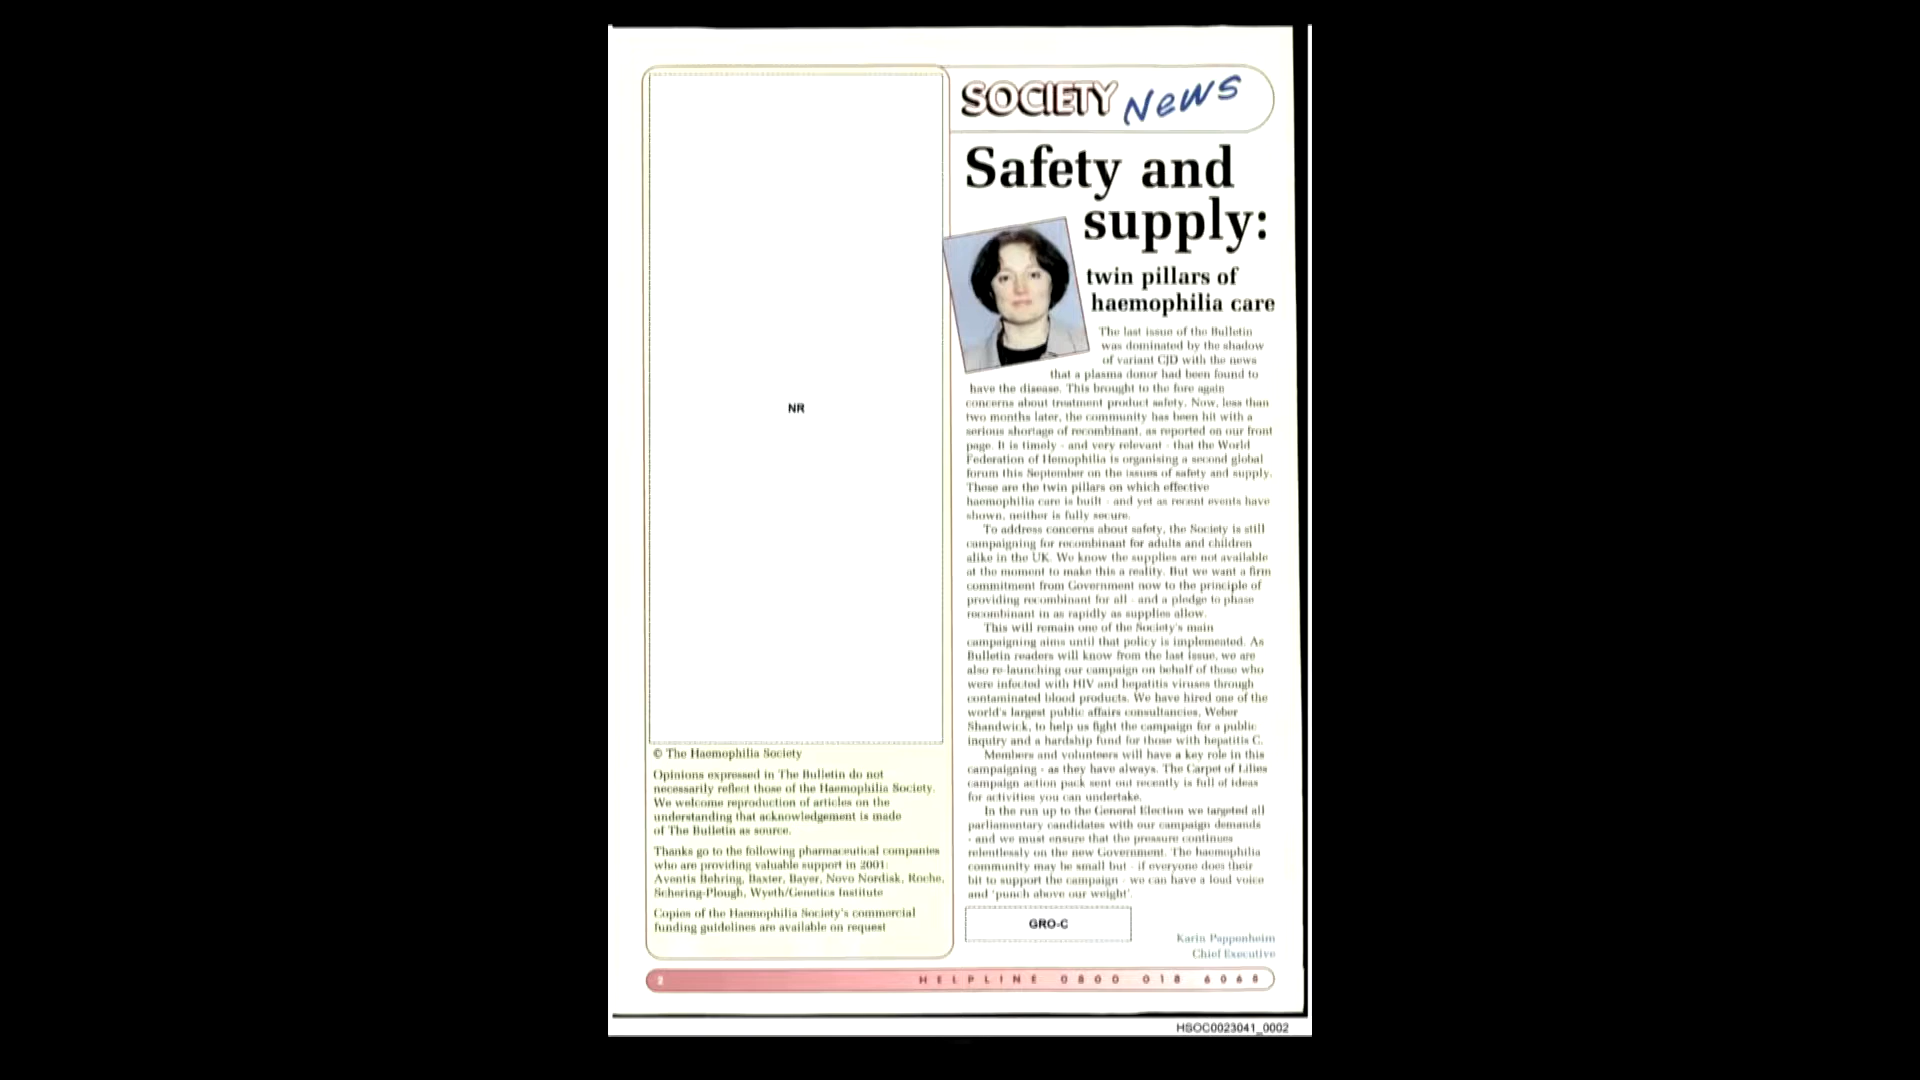 NR
© The Haemophilia Society
Opinions expressed in The Bulletin do not
necessarily reflect those of the Haemophilia Society.
We welcome reproduction of articles on the
understanding that acknowledgement is made
of The Bulletin as source.
Thanks go to the following pharmaceutical companies
who are providing valuable support in 2001:
Aventis Behring, Baxter, Bayer, Novo Nordisk, Roche,
Schering-Plough, Wyeth/Genetics Institute
Copies of the Haemophilia Society's commercial
funding guidelines are available on request
SOCIETY News
Safety and
supply:
twin pillars of
haemophilia care
The last issue of the Bulletin
was dominated by the shadow
of variant CJD with the news
that a plasma donor had been found to
have the disease. This brought to the fore again
concerns about treatment product safety. Now, less than
two months later, the community has been hit with a
serious shortage of recombinant, as reported on our front
page. It is timely - and very relevant - that the World
Federation of Hemophilia is organising a second global
forum this September on the issues of safety and supply.
These are the twin pillars on which effective
haemophilia care is built - and yet as recent events have
shown, neither is fully secure.
To address concerns about safety, the Society is still
campaigning for recombinant for adults and children
alike in the UK. We know the supplies are not available
at the moment to make this a reality. But we want a firm
commitment from Government now to the principle of
providing recombinant for all - and a pledge to phase
recombinant in as rapidly as supplies allow.
This will remain one of the Society's main
campaigning aims until that policy is implemented. As
Bulletin readers will know from the last issue, we are
also re-launching our campaign on behalf of those who
were infected with HIV and hepatitis viruses through
contaminated blood products. We have hired one of the
world's largest public affairs consultancies, Weber
Shandwick, to help us fight the campaign for a public
inquiry and a hardship fund for those with hepatitis C.
Members and volunteers will have a key role in this
campaigning - as they have always. The Carpet of Lilies
campaign action pack sent out recently is full of ideas
for activities you can undertake.
In the run up to the General Election we targeted all
parliamentary candidates with our campaign demands
- and we must ensure that the pressure continues
relentlessly on the new Government. The haemophilia
community may be small but - if everyone does their
bit to support the campaign - we can have a loud voice
and 'punch above our weight'.
GRO-C
Karin Pappenheim
Chief Executive
2
HELPLINE 0800 018 6068
HSOC0023041_0002